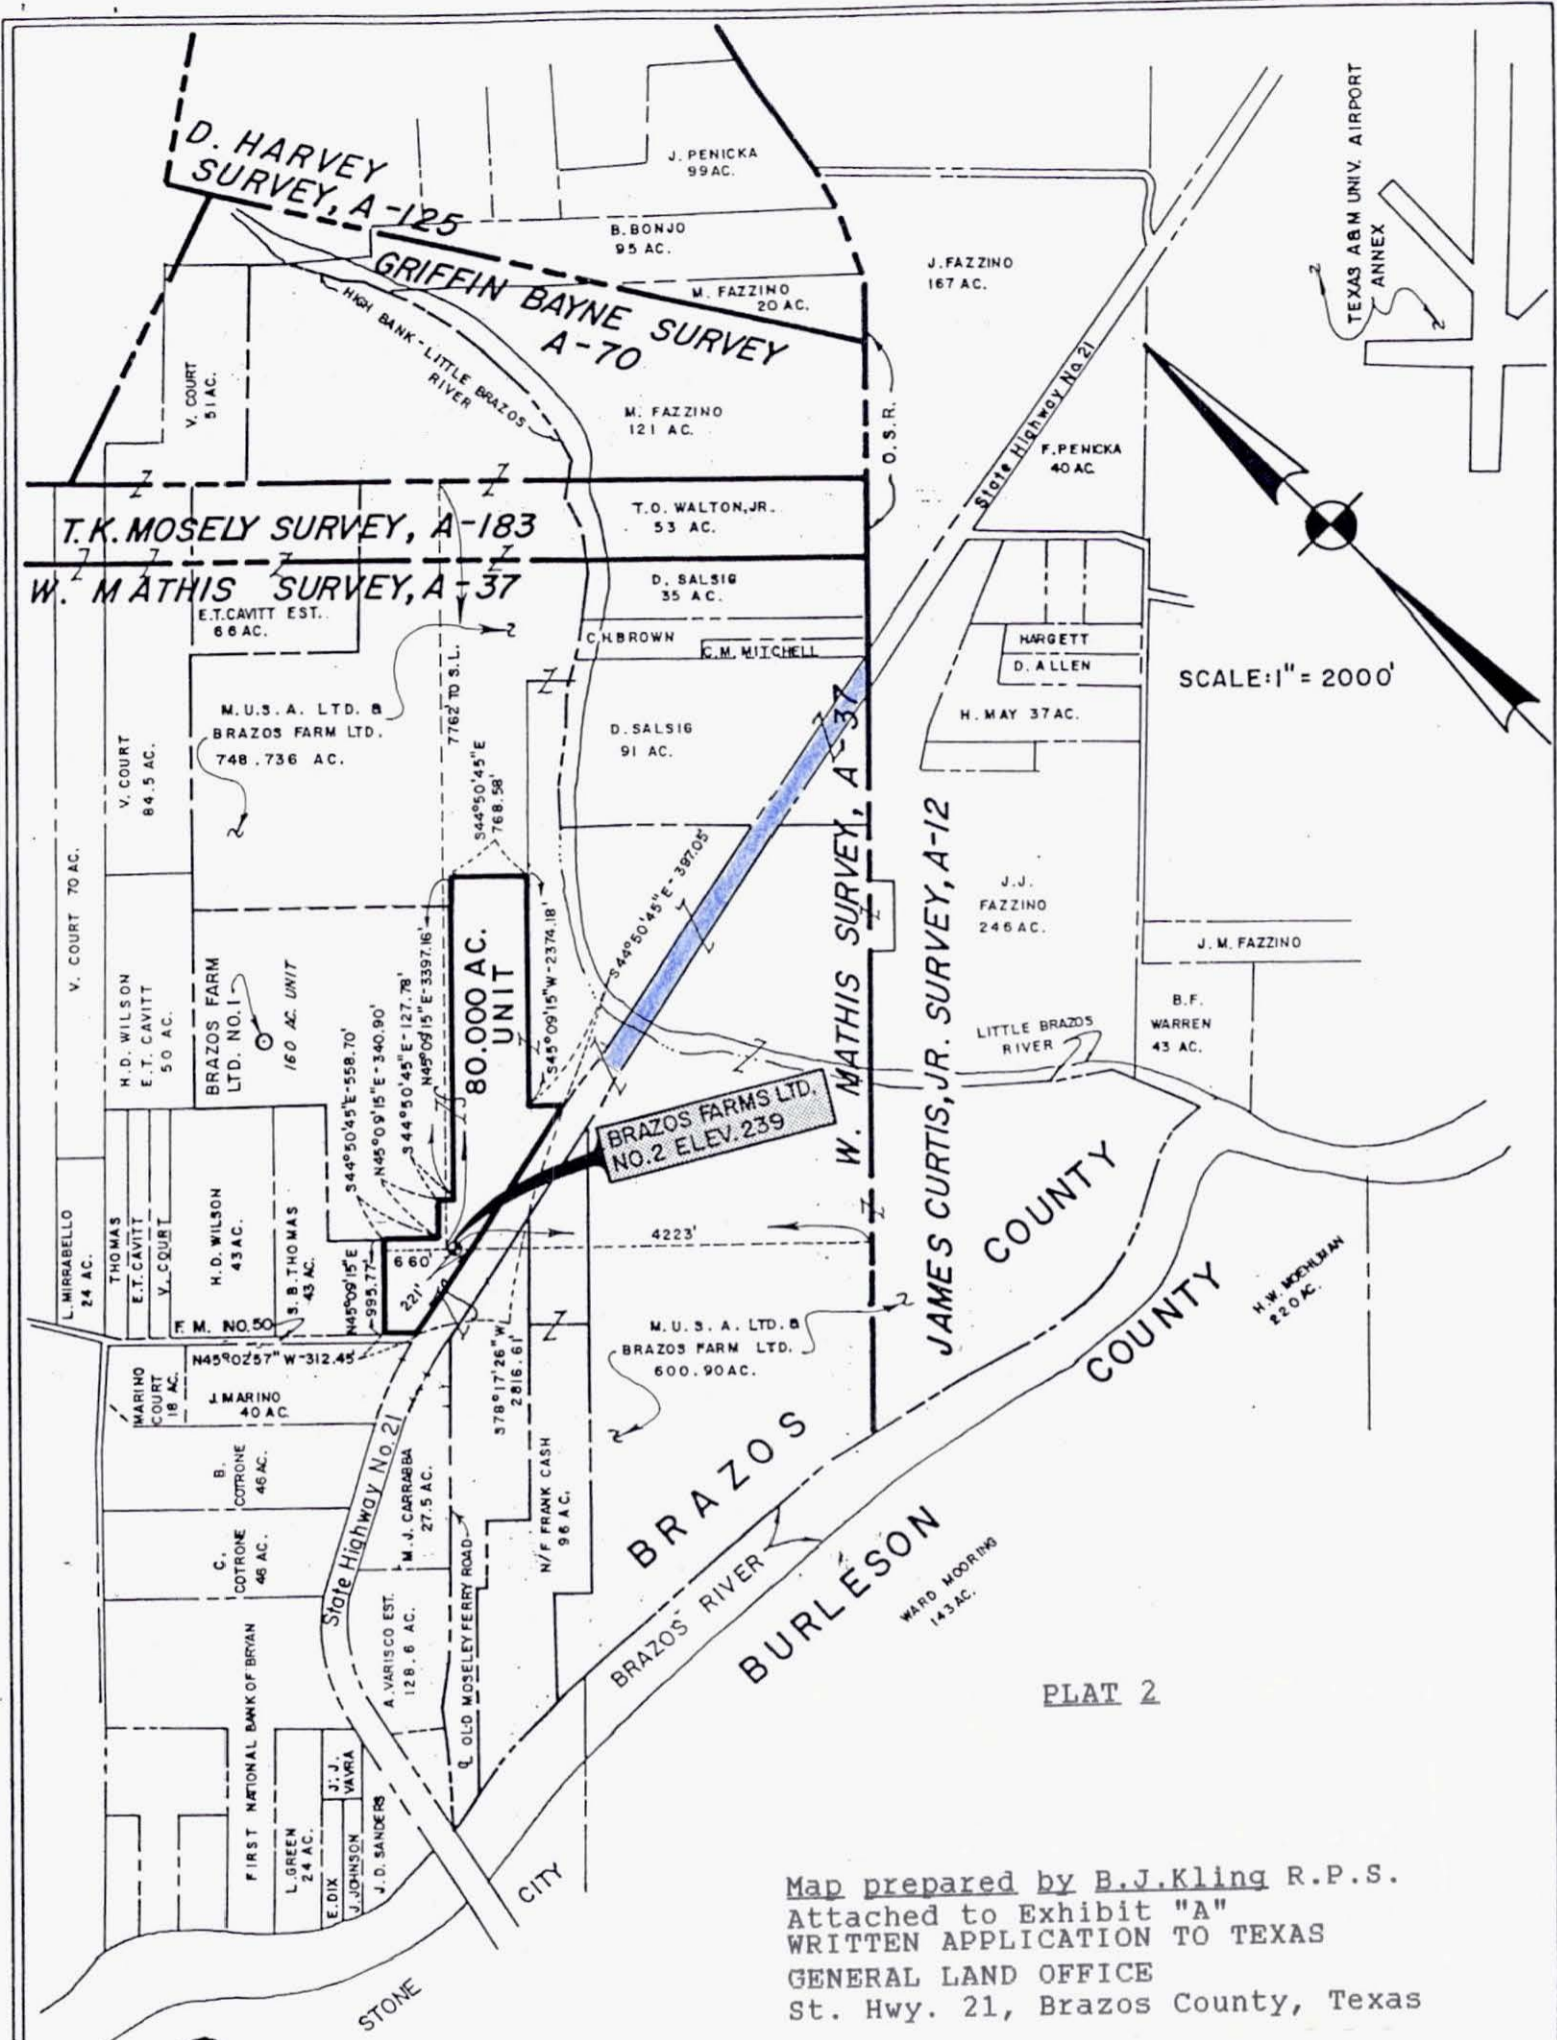 D. HARVEY
SURVEY, A-125
J. PENICKA
99 AC.
B. BONJO
95 AC.
GRIFFIN BAYNE SURVEY
A-70
M. FAZZINO
20 AC.
J. FAZZINO
167 AC.
TEXAS A&M UNIV. AIRPORT
ANNEX
HIGH BANK - LITTLE BRAZOS
RIVER
V. COURT
51 AC.
M. FAZZINO
121 AC.
O.S.R.
State Highway No. 21
F. PENICKA
40 AC.
T.K. MOSELY SURVEY, A-183
T.O. WALTON, JR.
53 AC.
W. MATHIS SURVEY, A-37
D. SALSIG
35 AC.
E.T. CAVITT EST.
66 AC.
C.H. BROWN
C.M. MITCHELL
HARGETT
D. ALLEN
SCALE: 1" = 2000'
H. MAY 37 AC.
M.U.S.A. LTD. &
BRAZOS FARM LTD.
748.736 AC.
7762' TO S.L.
D. SALSIG
91 AC.
V. COURT
84.5 AC.
S44°50'45"E
768.58'
S44°50'45"E - 397.05'
W. MATHIS SURVEY, A-37
JAMES CURTIS, JR. SURVEY, A-12
V. COURT 70 AC.
J.J.
FAZZINO
246 AC.
J. M. FAZZINO
80.000 AC.
UNIT
S45°09'15"W-2374.18'
N45°09'15"E-3397.16'
S44°50'45"E-127.78'
N45°09'15"E-340.90'
S44°50'45"E-558.70'
BRAZOS FARM
LTD. NO. 1
160 AC. UNIT
H.D. WILSON
E.T. CAVITT
50 AC.
B.F.
WARREN
43 AC.
LITTLE BRAZOS
RIVER
BRAZOS FARMS LTD.
NO. 2 ELEV. 239
L. MIRRABELLO
24 AC.
THOMAS
E.T. CAVITT
V. COURT
H.D. WILSON
43 AC.
S. B. THOMAS
43 AC.
N45°09'15"E
995.77'
660'
221'
4223'
F. M. NO. 50
N45°02'57"W-312.45'
S78°17'26"W
2816.61'
M.U.S.A. LTD. &
BRAZOS FARM LTD.
600.90 AC.
COUNTY
COUNTY
H.W. MOEHLMAN
220 AC.
MARINO
COURT
18 AC.
J. MARINO
40 AC.
B.
COTRONE
46 AC.
C.
COTRONE
46 AC.
State Highway No. 21
M. J. CARRABBA
27.5 AC.
N/F FRANK CASH
96 AC.
BRAZOS
BURLESON
BRAZOS RIVER
WARD MOORING
143 AC.
A. VARISCO EST.
128.6 AC.
OLD MOSELEY FERRY ROAD
FIRST NATIONAL BANK OF BRYAN
L. GREEN
24 AC.
J. J.
VAVRA
E. DIX
J. JOHNSON
J. D. SANDERS
STONE
CITY
PLAT 2
Map prepared by B.J.Kling R.P.S.
Attached to Exhibit "A"
WRITTEN APPLICATION TO TEXAS
GENERAL LAND OFFICE
St. Hwy. 21, Brazos County, Texas